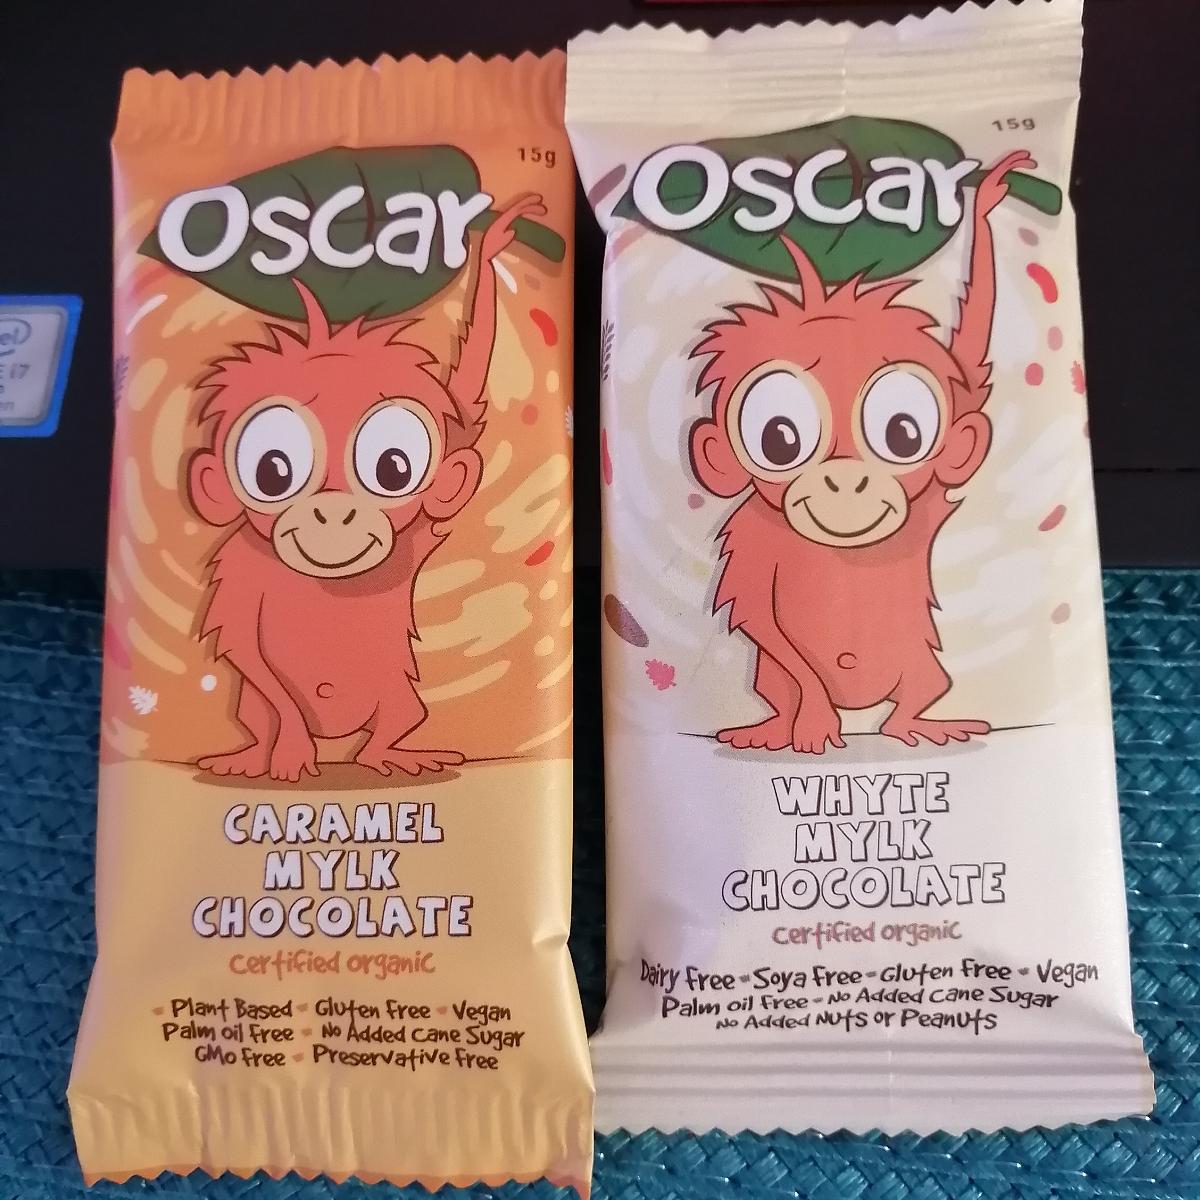 15g
Oscar
CARAMEL
MYLK
CHOCOLATE
certified organic
Plant Based - Gluten Free - Vegan
Palm oil Free - No Added Cane Sugar
GMO Free - Preservative Free
15g
Oscar
WHYTE
MYLK
CHOCOLATE
certified organic
Dairy Free - Soya Free - Gluten Free - Vegan
Palm oil Free - No Added Cane Sugar
No Added Nuts or Peanuts
i7